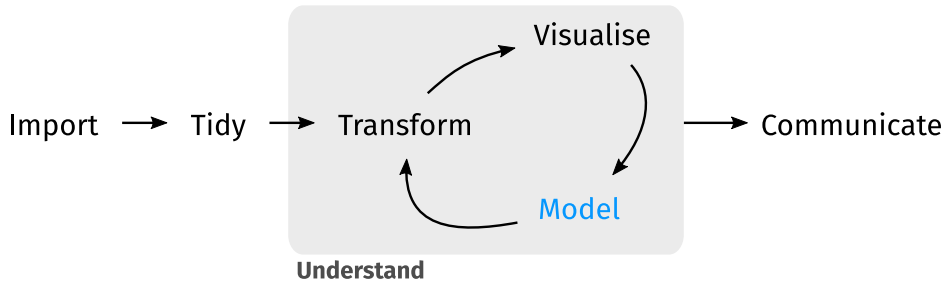 Visualise
Import
Tidy
Transform
Communicate
Model
Understand